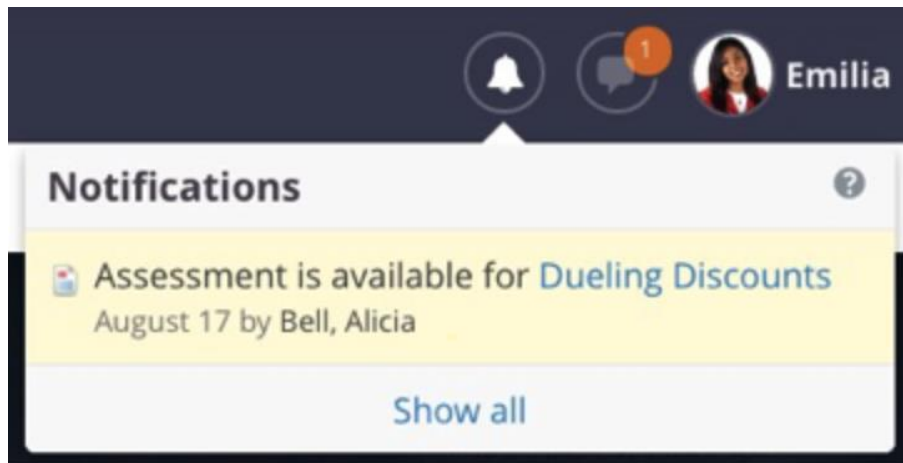 1
Emilia
Notifications
?
Assessment is available for Dueling Discounts
August 17 by Bell, Alicia
Show all